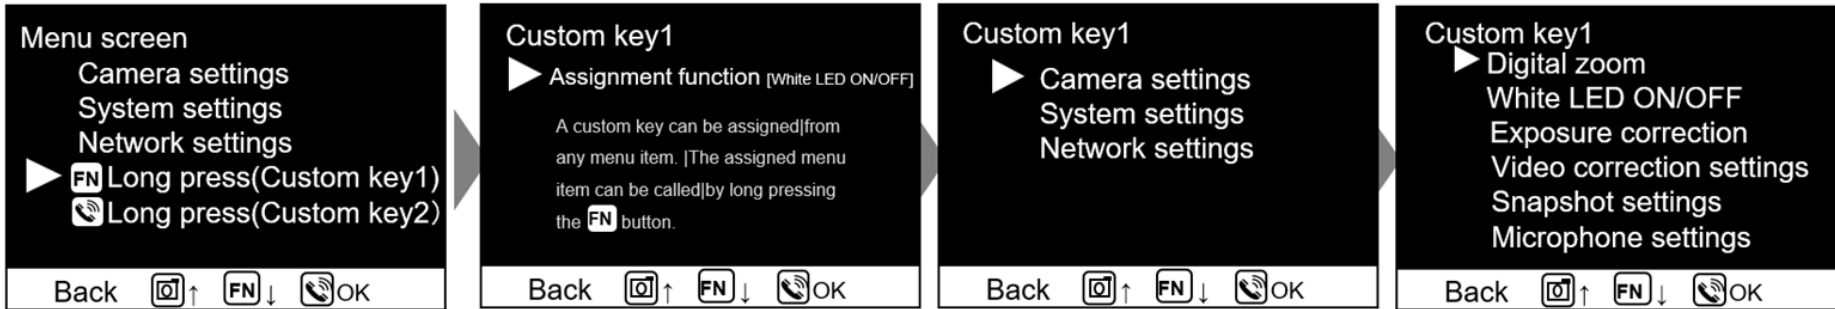 Menu screen
Camera settings
System settings
Network settings
FN Long press(Custom key1)
Long press(Custom key2)
Back ↑ FN ↓ OK
Custom key1
Assignment function [White LED ON/OFF]
A custom key can be assigned|from
any menu item. |The assigned menu
item can be called|by long pressing
the FN button.
Back ↑ FN ↓ OK
Custom key1
Camera settings
System settings
Network settings
Back ↑ FN ↓ OK
Custom key1
Digital zoom
White LED ON/OFF
Exposure correction
Video correction settings
Snapshot settings
Microphone settings
Back ↑ FN ↓ OK